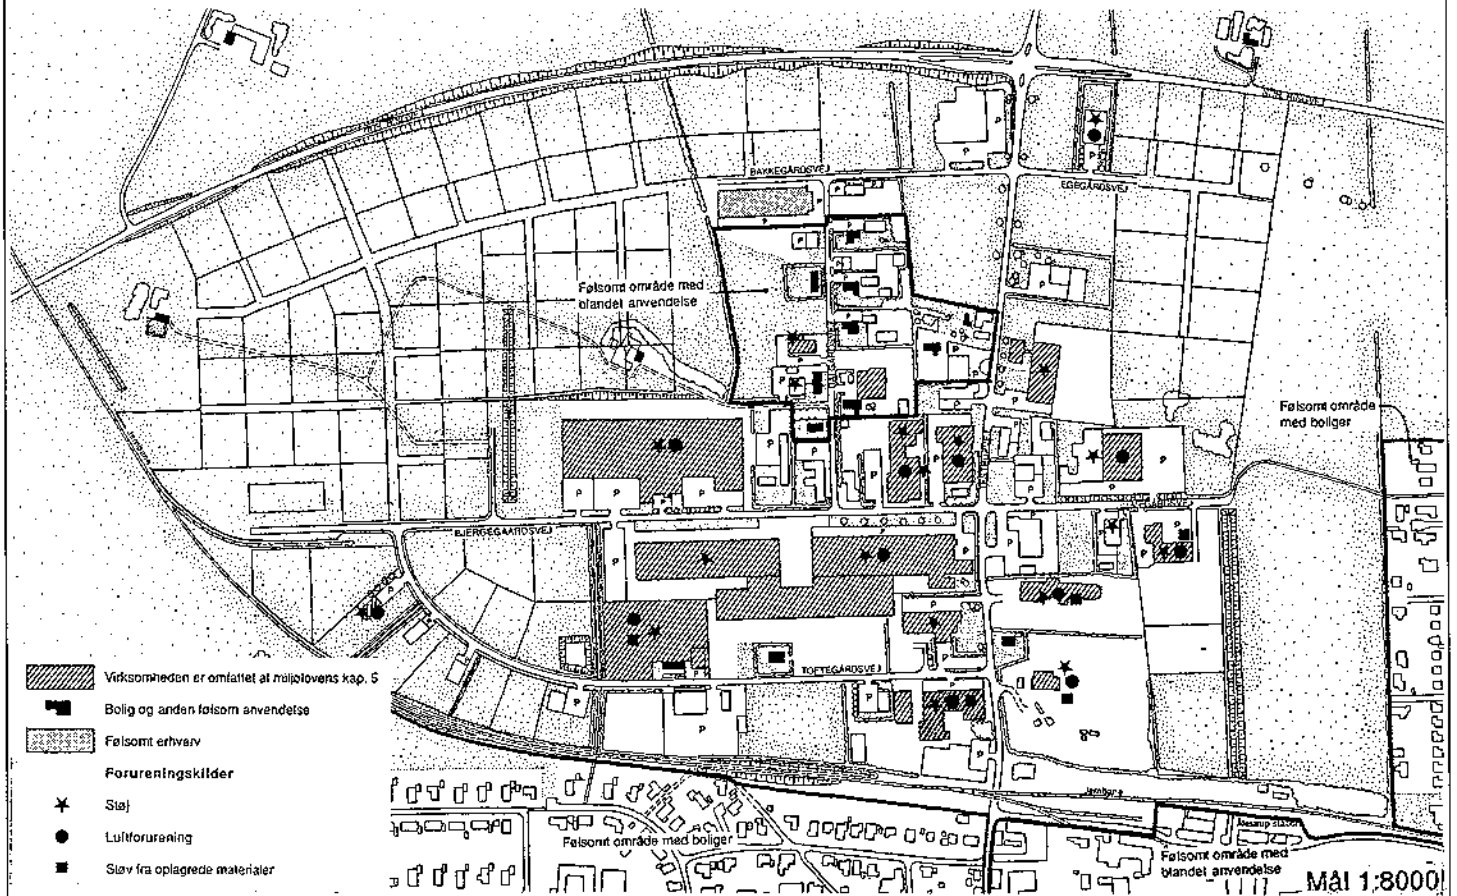 BAKKEGÅRDSVEJ
EGEGÅRDSVEJ
Følsomt område med
blandet anvendelse
Følsomt område
med boliger
BJERGEGAARDSVEJ
TOFTEGÅRDSVEJ
Virksomheden er omfattet af miljølovens kap. 5
Bolig og anden følsom anvendelse
Følsomt erhverv
Forureningskilder
Støj
Luftforurening
Støv fra oplagrede materialer
Følsomt område med boliger
Følsomt område med
blandet anvendelse
Mål 1:8000